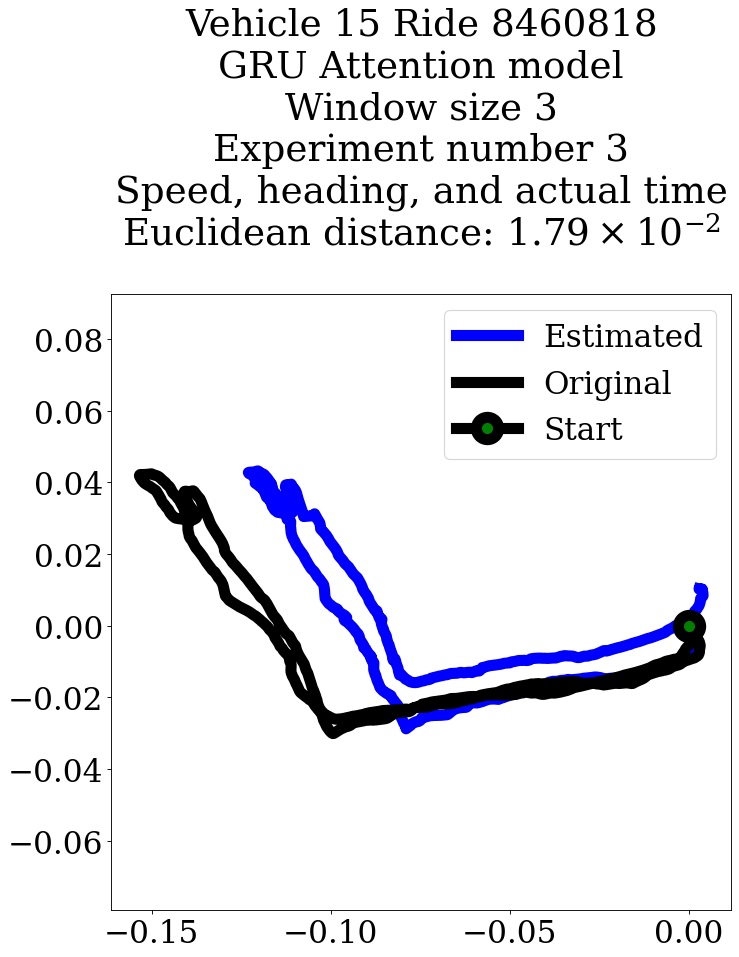 Vehicle 15 Ride 8460818
GRU Attention model
Window size 3
Experiment number 3
Speed, heading, and actual time
Euclidean distance: 1.79 × 10⁻²
Estimated
Original
Start
0.08
0.06
0.04
0.02
0.00
−0.02
−0.04
−0.06
−0.15
−0.10
−0.05
0.00